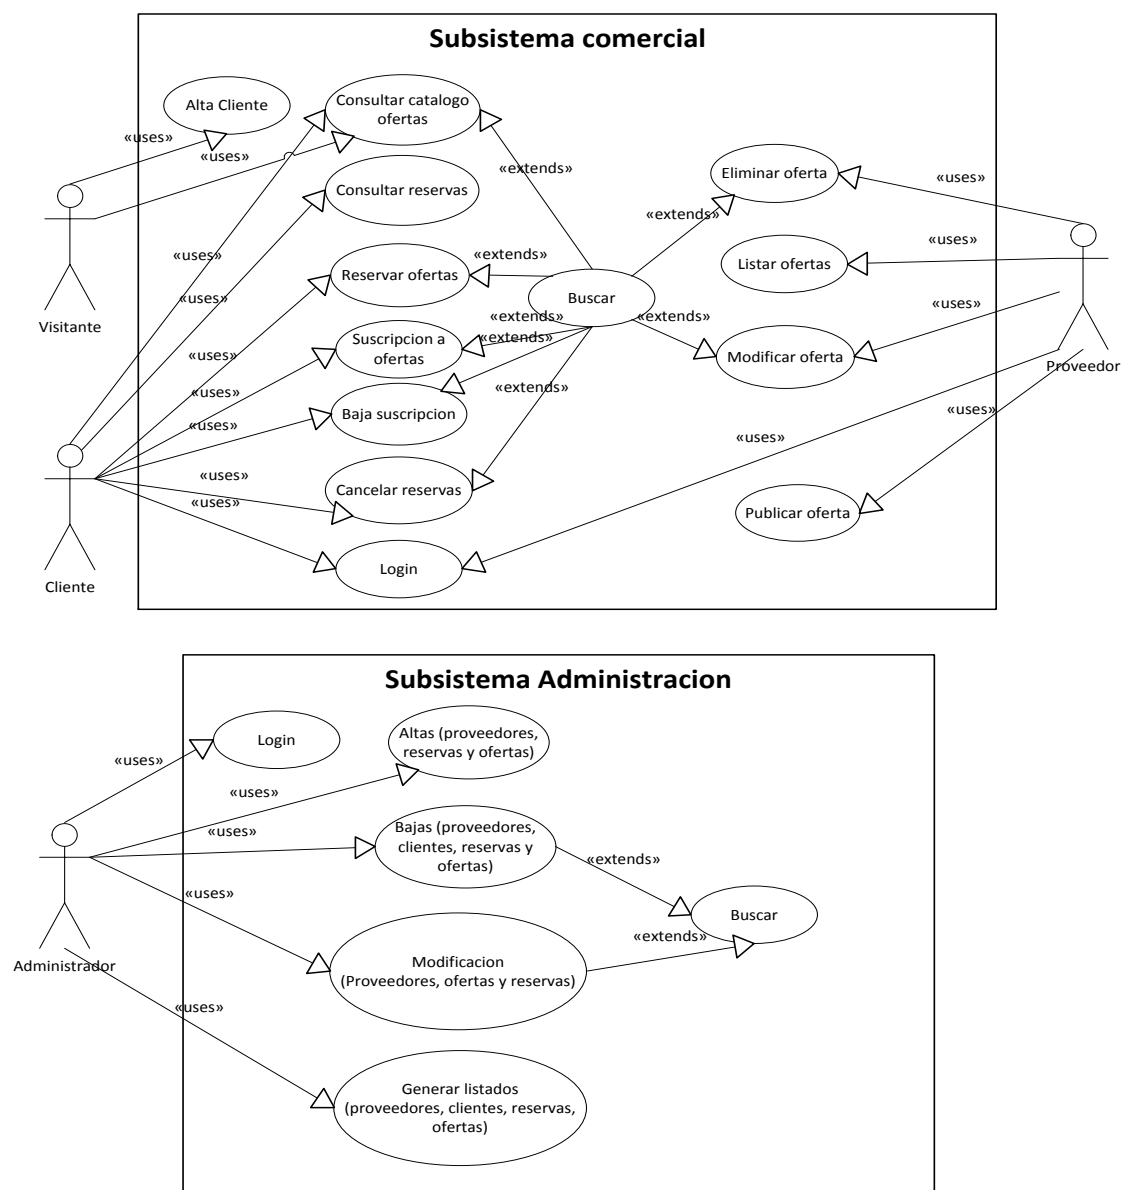 Subsistema comercial
Alta Cliente
Consultar catalogo
ofertas
«uses»
«uses»
«extends»
Eliminar oferta
«uses»
Consultar reservas
«extends»
«uses»
«uses»
Reservar ofertas
«extends»
Listar ofertas
Buscar
«uses»
Visitante
«extends»
«extends»
«uses»
«extends»
Suscripcion a
ofertas
«uses»
Modificar oferta
Proveedor
«extends»
«uses»
Baja suscripcion
«uses»
«uses»
«uses»
«uses»
Cancelar reservas
«uses»
Publicar oferta
Login
Cliente
Subsistema Administracion
Login
Altas (proveedores,
reservas y ofertas)
«uses»
«uses»
«uses»
Bajas (proveedores,
clientes, reservas y
ofertas)
«extends»
«uses»
Buscar
«extends»
Administrador
Modificacion
(Proveedores, ofertas y reservas)
«uses»
Generar listados
(proveedores, clientes, reservas,
ofertas)